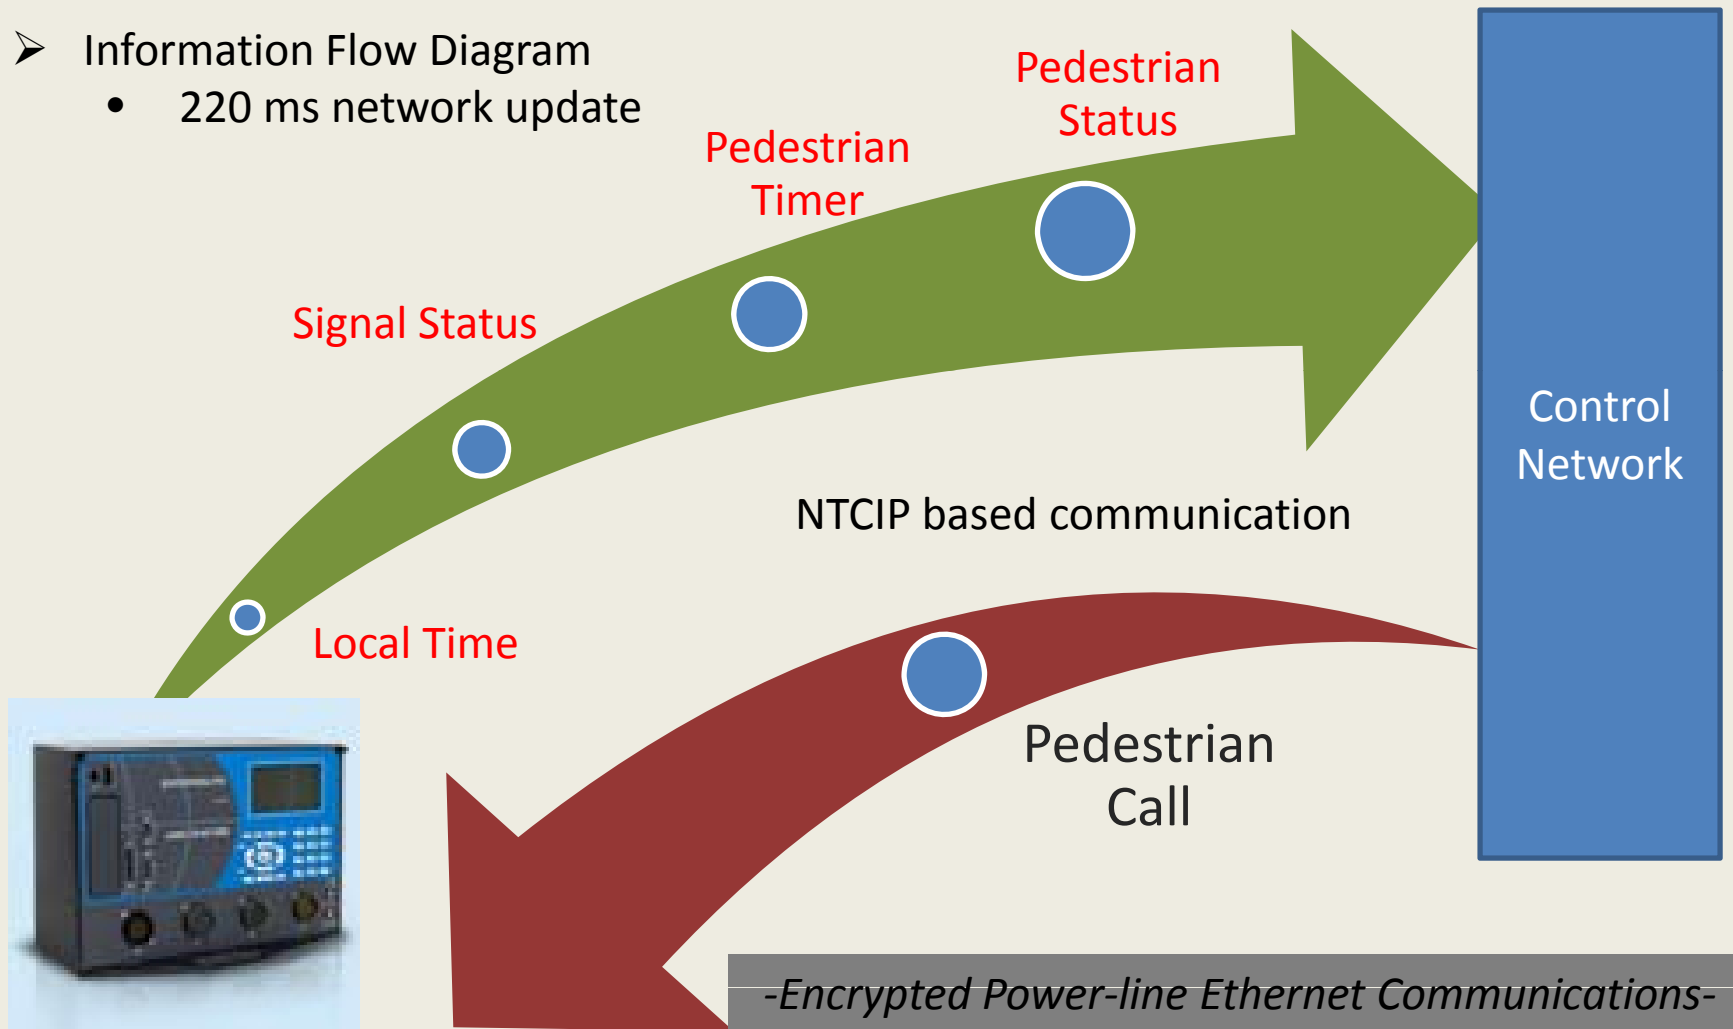 ➢ Information Flow Diagram
• 220 ms network update
Pedestrian
Status
Pedestrian
Timer
Signal Status
Local Time
Control
Network
NTCIP based communication
Pedestrian
Call
-Encrypted Power-line Ethernet Communications-